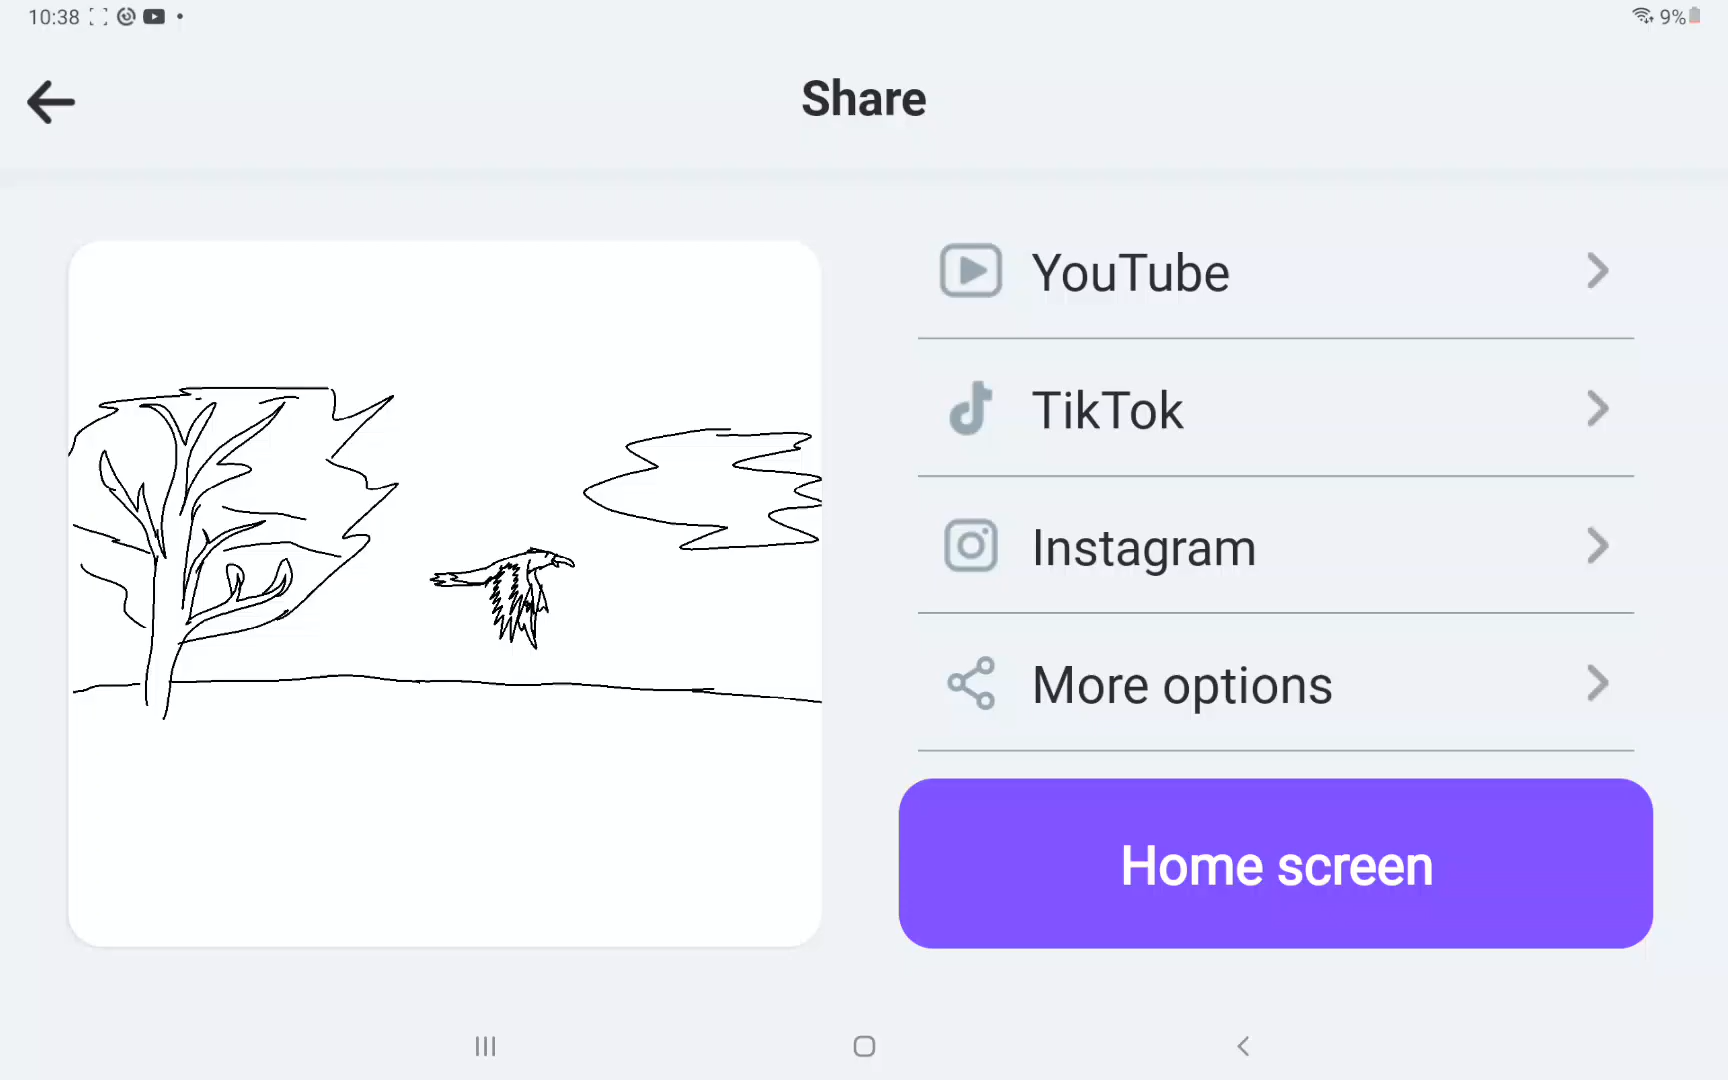 10:38
9%
Share
YouTube
TikTok
Instagram
More options
Home screen